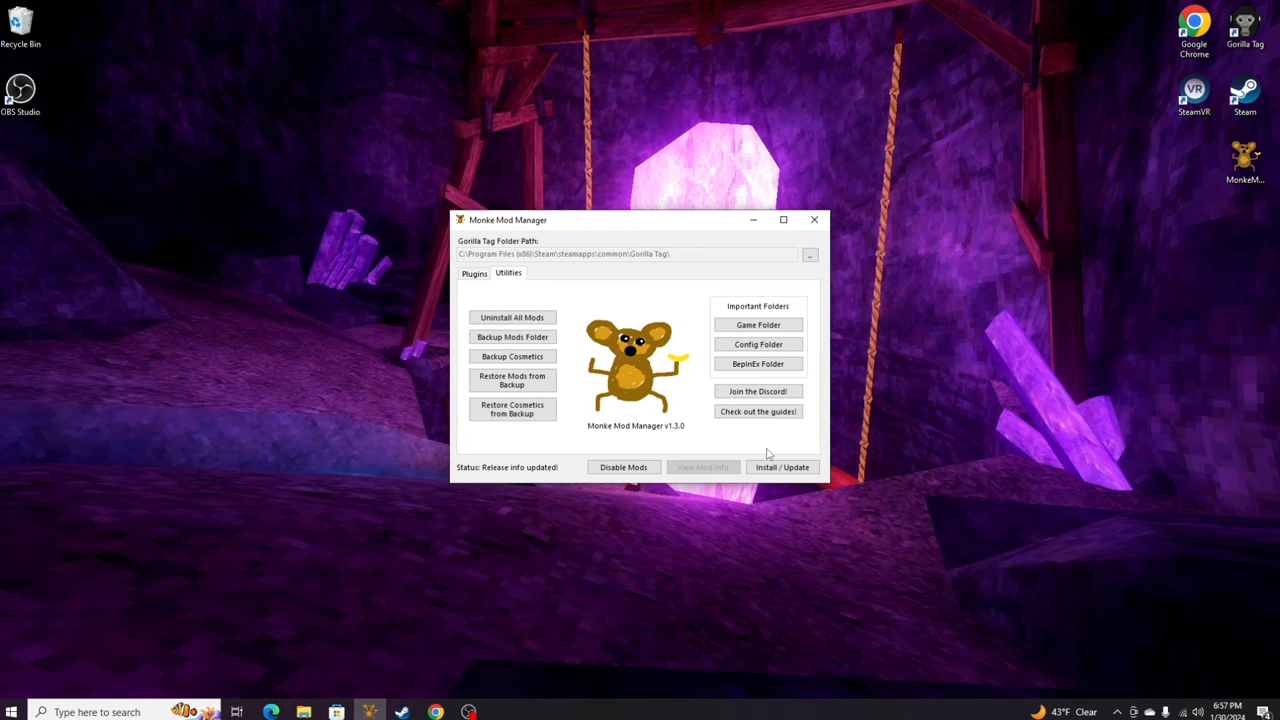 Recycle Bin
OBS Studio
Google Chrome
Gorilla Tag
VR
SteamVR
Steam
MonkeM...
Monke Mod Manager
Gorilla Tag Folder Path:
C:\Program Files (x86)\Steam\steamapps\common\Gorilla Tag\
..
Plugins
Utilities
Uninstall All Mods
Backup Mods Folder
Backup Cosmetics
Restore Mods from
Backup
Restore Cosmetics
from Backup
Monke Mod Manager v1.3.0
Important Folders
Game Folder
Config Folder
BepInEx Folder
Join the Discord!
Check out the guides!
Status: Release info updated!
Disable Mods
View Mod Info
Install / Update
Type here to search
43°F Clear
6:57 PM
1/30/2024